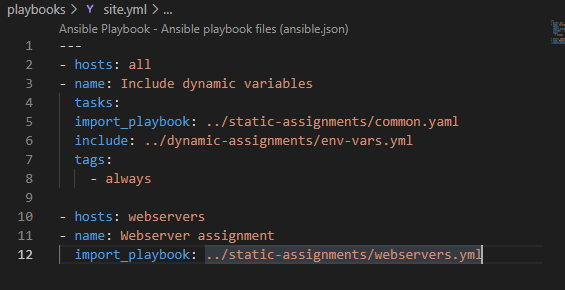 playbooks > site.yml > ...
Ansible Playbook - Ansible playbook files (ansible.json)
1 ---
2 - hosts: all
3 - name: Include dynamic variables
4   tasks:
5   import_playbook: ../static-assignments/common.yaml
6   include: ../dynamic-assignments/env-vars.yml
7   tags:
8     - always
9
10 - hosts: webservers
11 - name: Webserver assignment
12   import_playbook: ../static-assignments/webservers.yml